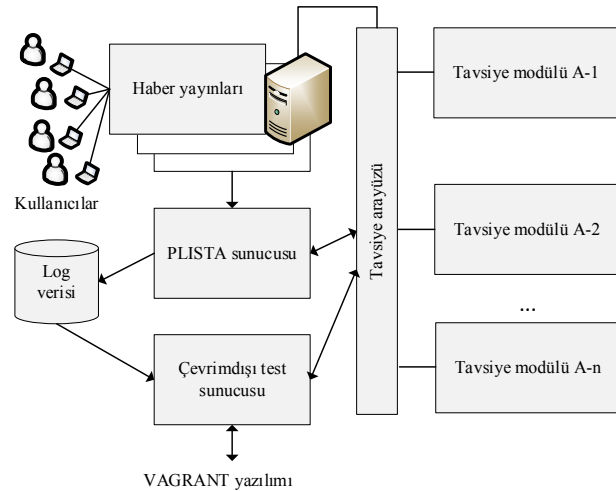 Haber yayınları
Kullanıcılar
PLISTA sunucusu
Log
verisi
Çevrimdışı test
sunucusu
VAGRANT yazılımı
Tavsiye arayüzü
Tavsiye modülü A-1
Tavsiye modülü A-2
...
Tavsiye modülü A-n